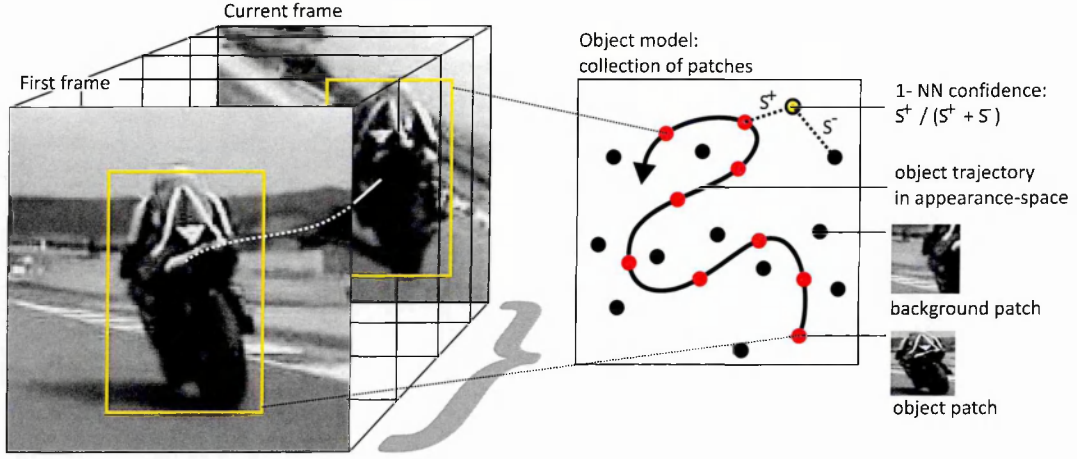 Current frame
First frame
Object model:
collection of patches
S⁺
S⁻
1- NN confidence:
S⁺ / (S⁺ + S⁻)
object trajectory
in appearance-space
background patch
object patch